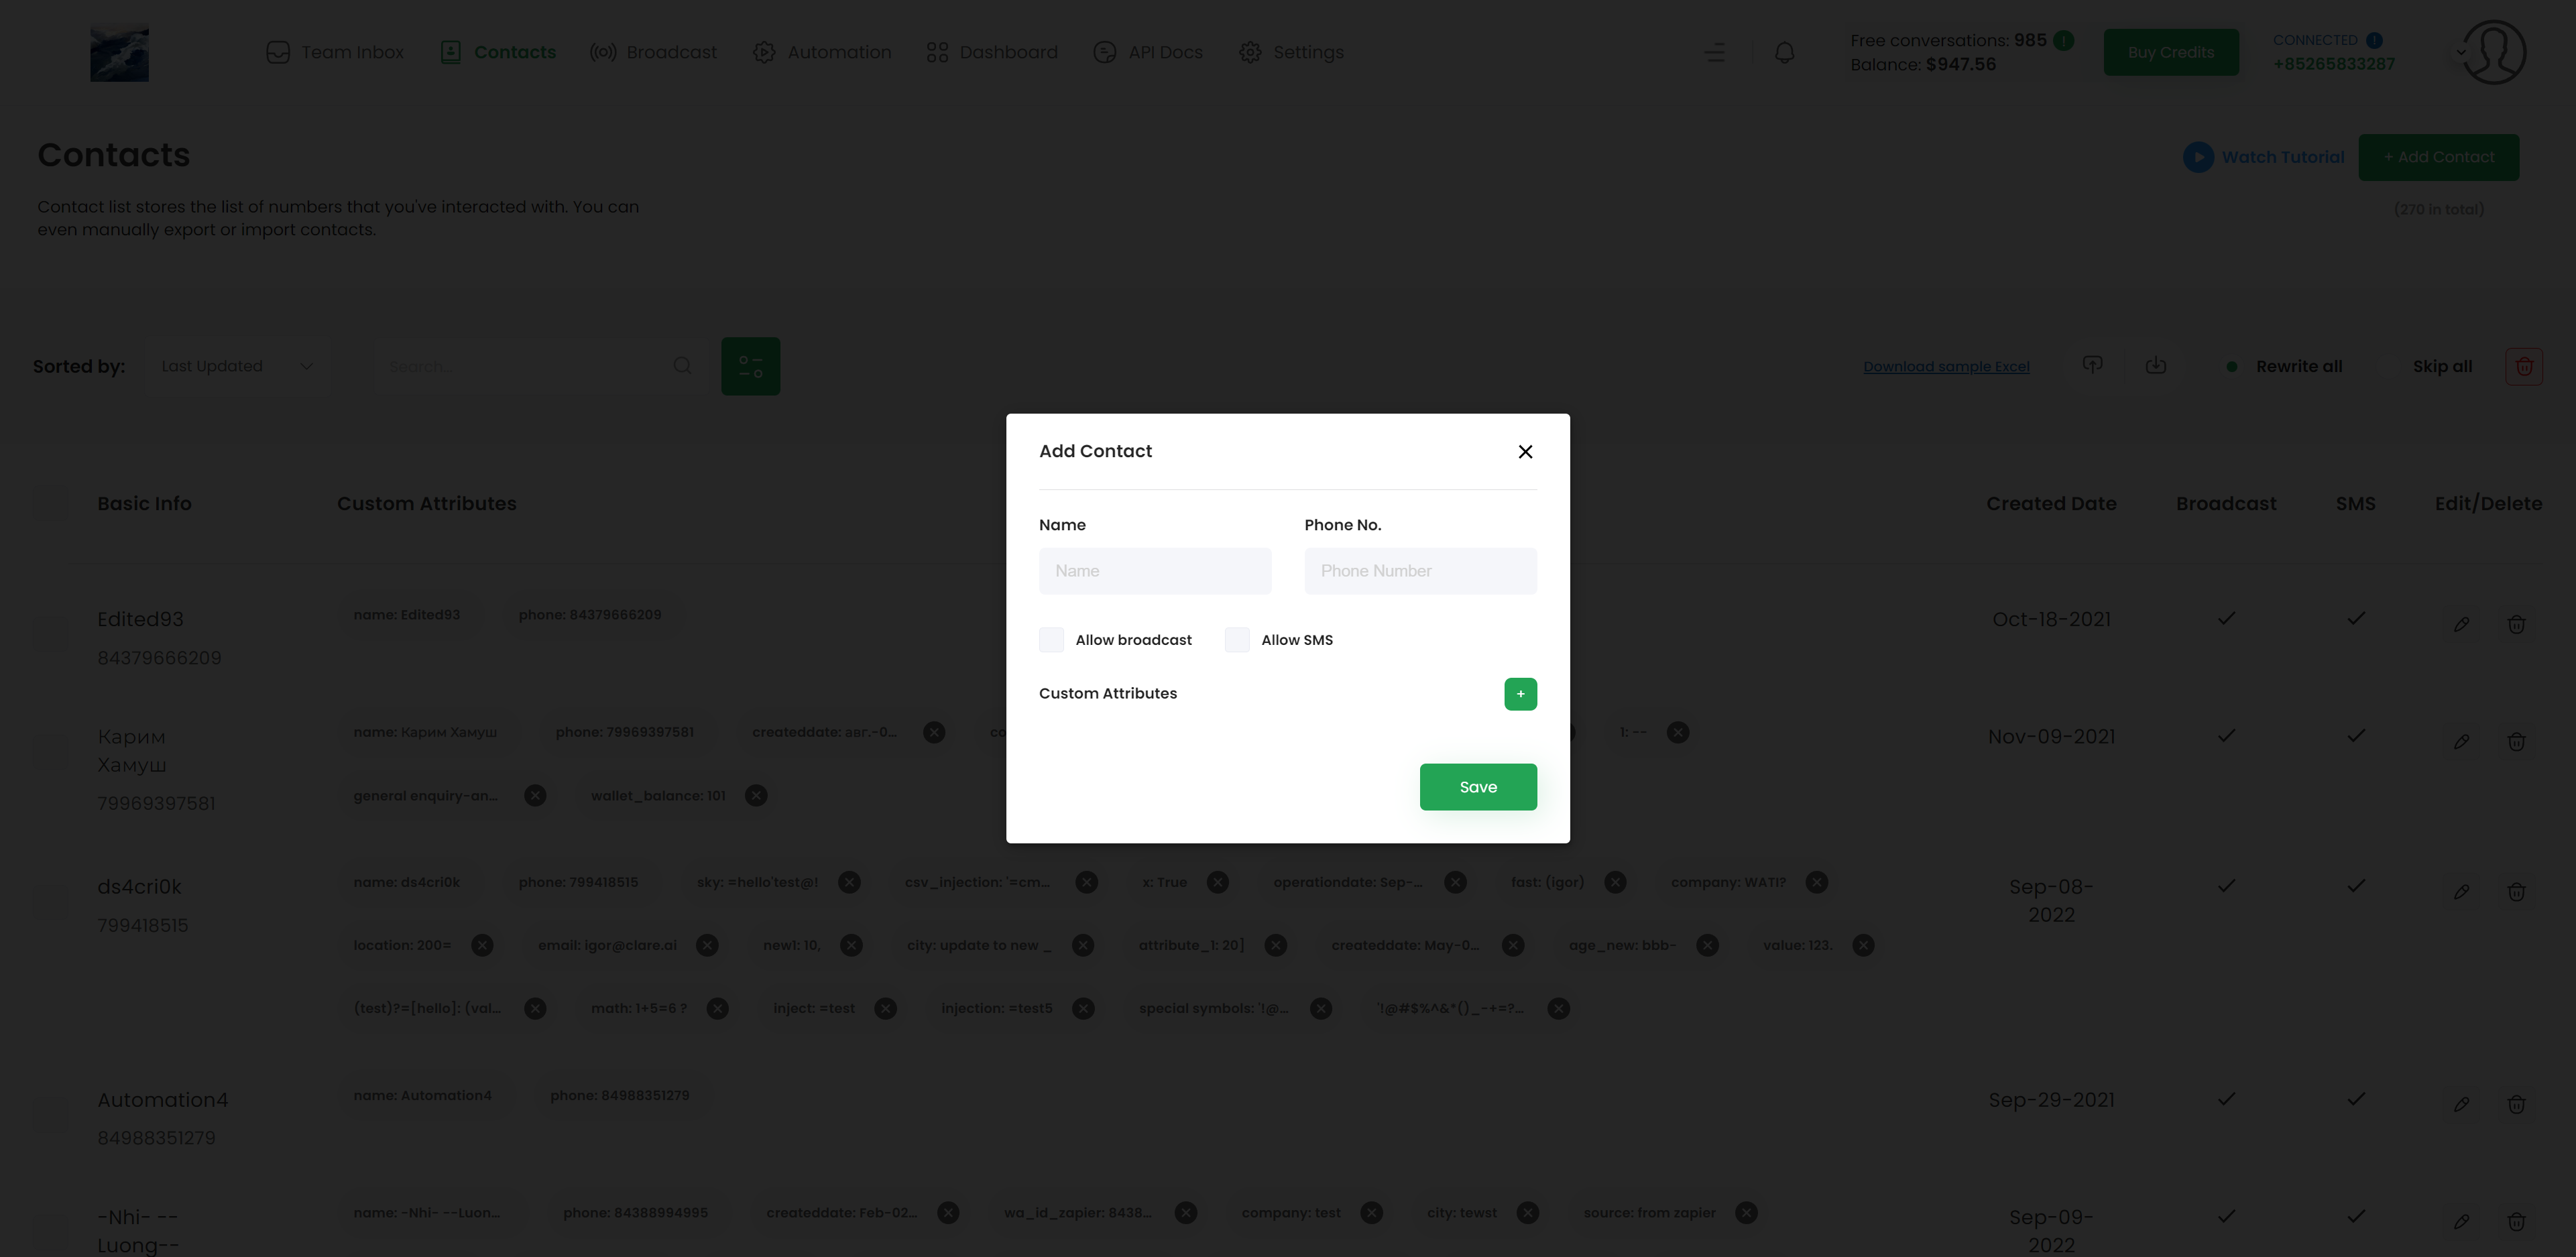 Team Inbox
Contacts
Broadcast
Automation
Dashboard
API Docs
Settings
Free conversations: 985
Balance: $947.56
Buy Credits
CONNECTED
+85265833287
Contacts
Watch Tutorial
+ Add Contact
Contact list stores the list of numbers that you've interacted with. You can
even manually export or import contacts.
(270 in total)
Sorted by:
Last Updated
Search...
Download sample Excel
Rewrite all
Skip all
Add Contact
Name
Phone No.
Name
Phone Number
Allow broadcast
Allow SMS
Custom Attributes
+
Save
Basic Info
Custom Attributes
Created Date
Broadcast
SMS
Edit/Delete
Edited93
84379666209
name: Edited93
phone: 84379666209
Oct-18-2021
Карим
Хамуш
79969397581
name: Карим Хамуш
phone: 79969397581
createddate: авг.-0...
co
1: --
general enquiry-an...
wallet_balance: 101
Nov-09-2021
ds4cri0k
799418515
name: ds4cri0k
phone: 799418515
sky: =hello'test@!
csv_injection: '=cm...
x: True
operationdate: Sep-...
fast: (igor)
company: WATI?
location: 200=
email: igor@clare.ai
new1: 10,
city: update to new _
attribute_1: 20]
createddate: May-0...
age_new: bbb-
value: 123.
(test)?=[hello]: (val...
math: 1+5=6 ?
inject: =test
injection: =test5
special symbols: '!@...
'!@#$%^&*()_-+=?...
Sep-08-
2022
Automation4
84988351279
name: Automation4
phone: 84988351279
Sep-29-2021
-Nhi- --
Luong--
name: -Nhi- --Luon...
phone: 84388994995
createddate: Feb-02...
wa_id_zapier: 8438...
company: test
city: tewst
source: from zapier
Sep-09-
2022